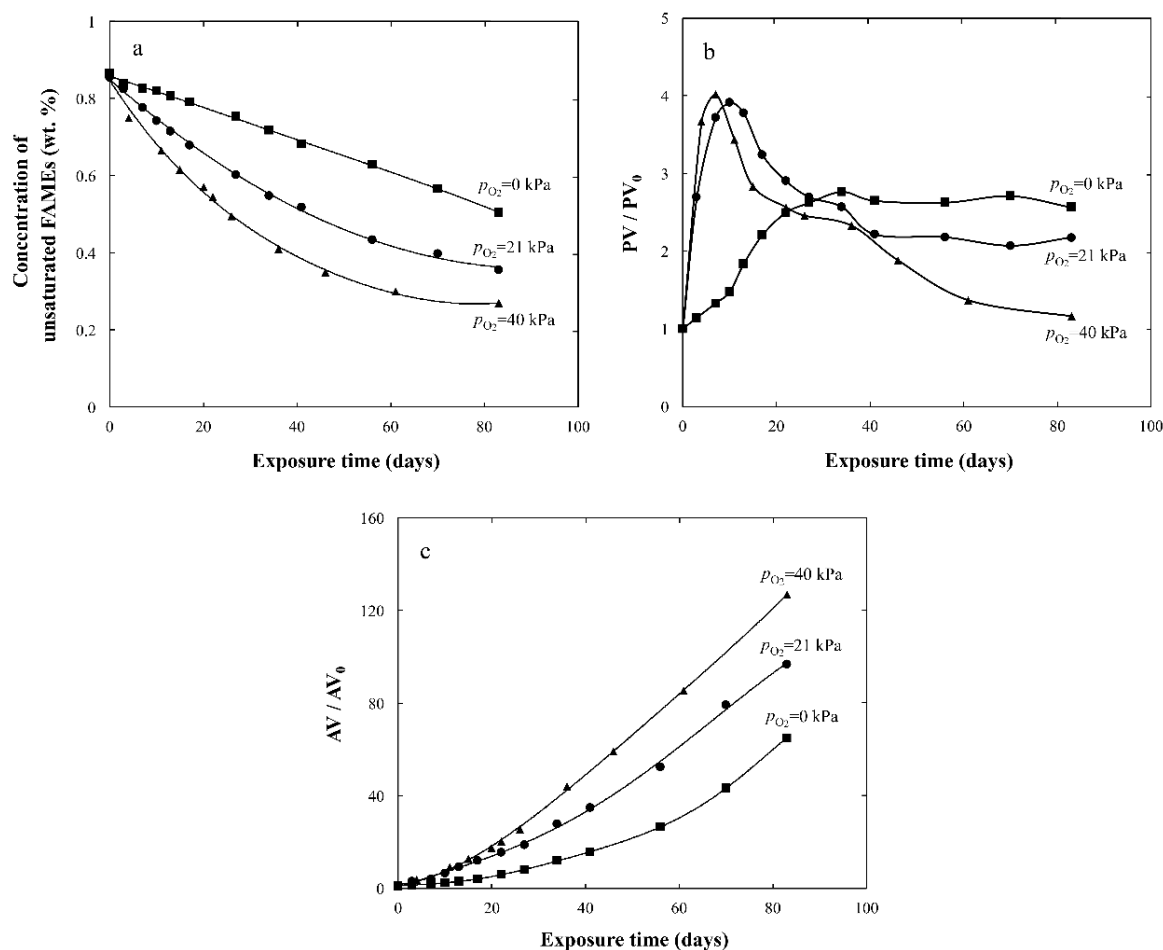 a
Concentration of
unsaturated FAMEs (wt. %)
1
0.8
0.6
0.4
0.2
0
0 20 40 60 80 100
Exposure time (days)
pO2=0 kPa
pO2=21 kPa
pO2=40 kPa
b
PV / PV0
5
4
3
2
1
0
0 20 40 60 80 100
Exposure time (days)
pO2=0 kPa
pO2=21 kPa
pO2=40 kPa
c
AV / AV0
160
120
80
40
0
0 20 40 60 80 100
Exposure time (days)
pO2=40 kPa
pO2=21 kPa
pO2=0 kPa